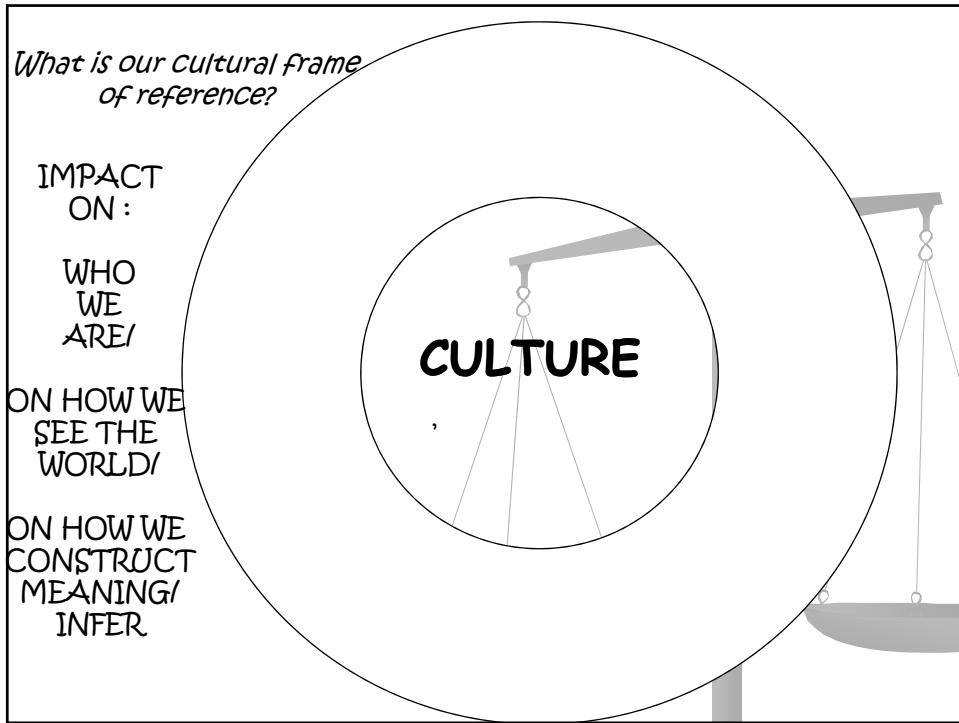 What is our cultural frame
of reference?
IMPACT
ON :
WHO
WE
ARE/
ON HOW WE
SEE THE
WORLD/
ON HOW WE
CONSTRUCT
MEANING/
INFER
CULTURE
,